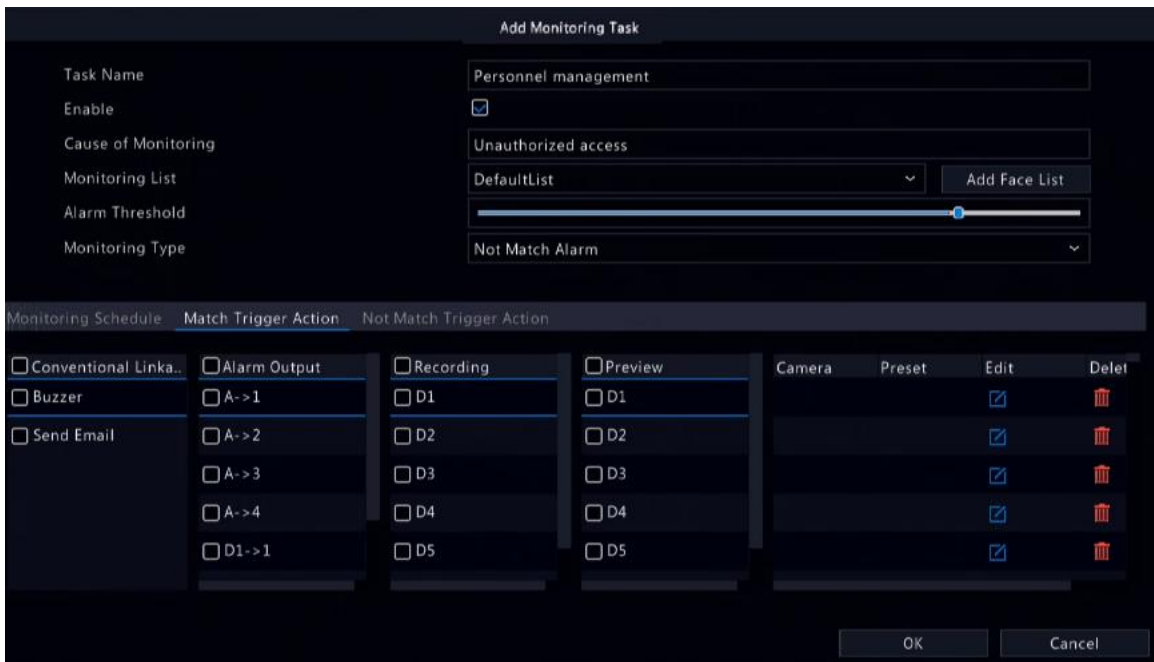 Add Monitoring Task
Task Name Personnel management
Enable
Cause of Monitoring Unauthorized access
Monitoring List DefaultList Add Face List
Alarm Threshold
Monitoring Type Not Match Alarm
Monitoring Schedule Match Trigger Action Not Match Trigger Action
Conventional Linka.. Alarm Output Recording Preview Camera Preset Edit Delet
Buzzer A->1 D1 D1
Send Email A->2 D2 D2
A->3 D3 D3
A->4 D4 D4
D1->1 D5 D5
OK Cancel